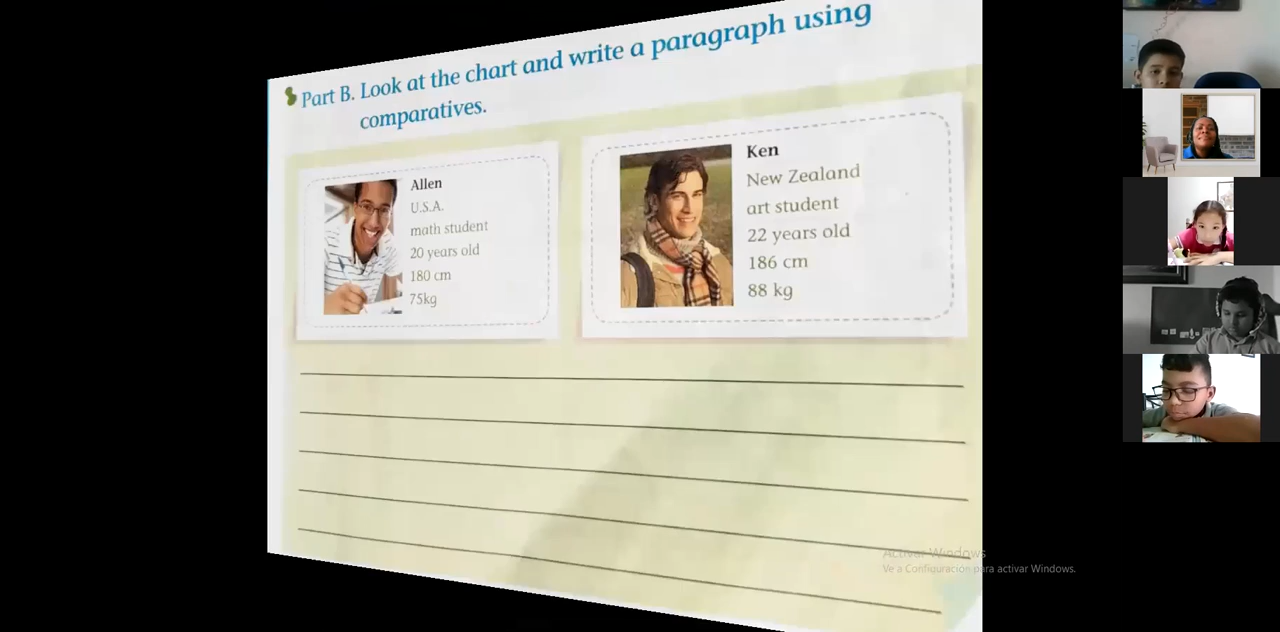 Part B. Look at the chart and write a paragraph using
comparatives.
Allen
U.S.A.
math student
20 years old
180 cm
75kg
Ken
New Zealand
art student
22 years old
186 cm
88 kg
Activar Windows
Ve a Configuración para activar Windows.